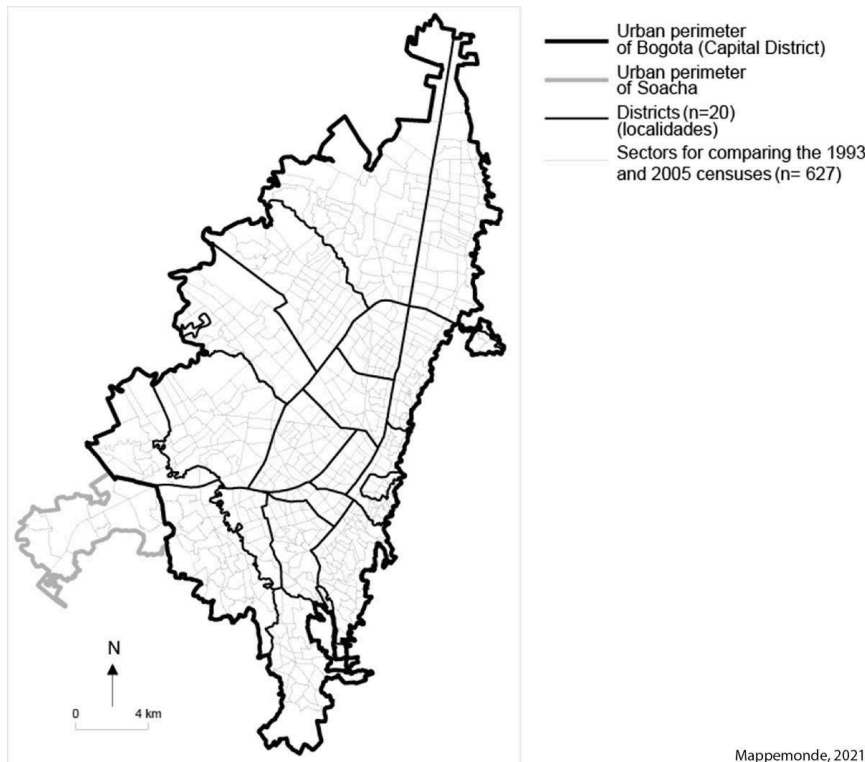 Urban perimeter
of Bogota (Capital District)
Urban perimeter
of Soacha
Districts (n=20)
(localidades)
Sectors for comparing the 1993
and 2005 censuses (n= 627)
N
0 4 km
Mappemonde, 2021